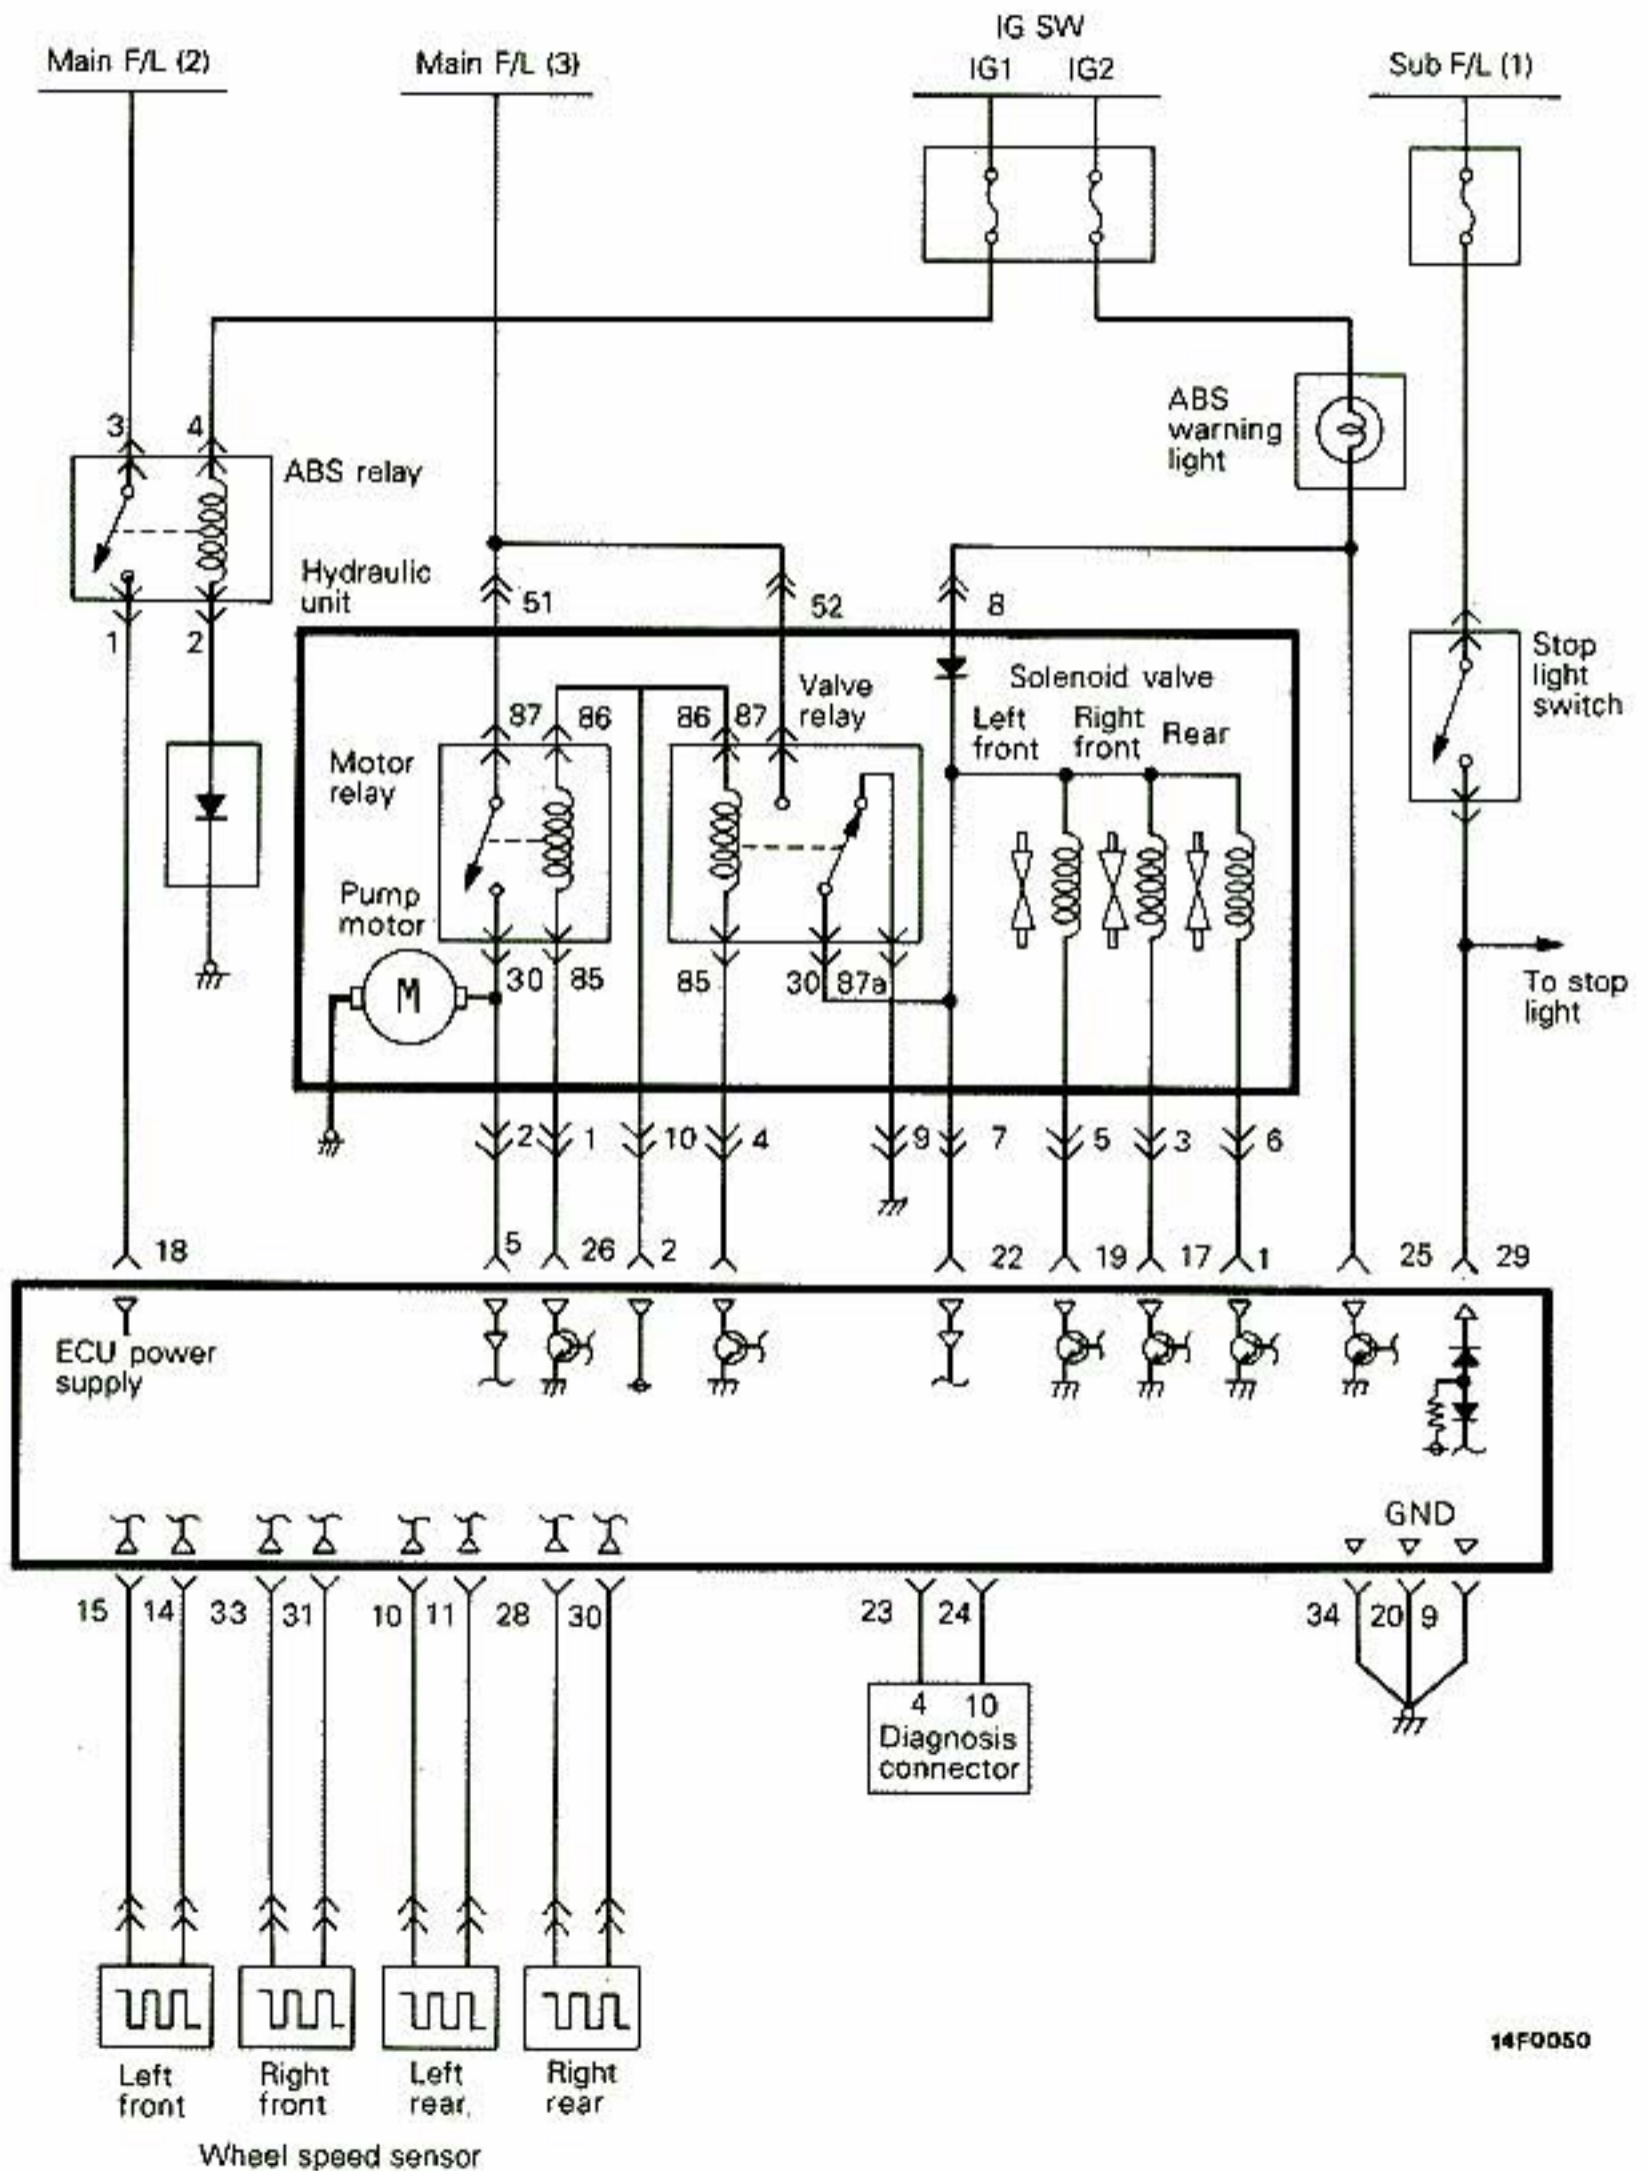 IG SW
Main F/L (2)
Main F/L (3)
IG1 IG2
Sub F/L (1)
ABS
warning
light
3 4
ABS relay
Hydraulic
unit
51
52
8
1 2
Stop
light
switch
Valve
relay
Solenoid valve
87 86
86 87
Left
front
Right
front
Rear
Motor
relay
Pump
motor
M
30 85
85
30 87a
To stop
light
2 1 10 4 9 7 5 3 6
18 5 26 2 22 19 17 1 25 29
ECU power
supply
GND
15 14 33 31 10 11 28 30
23 24
34 20 9
4 10
Diagnosis
connector
14F0050
Left
front
Right
front
Left
rear
Right
rear
Wheel speed sensor